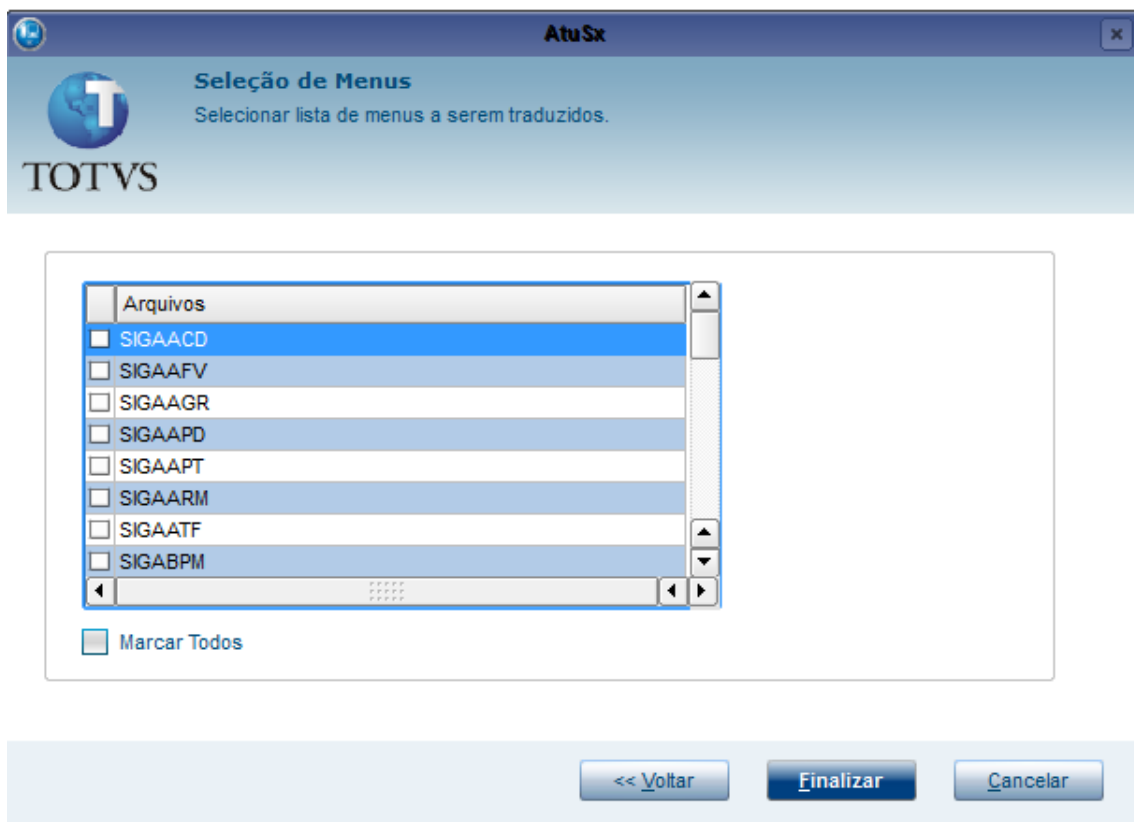 AtuSx
Seleção de Menus
Selecionar lista de menus a serem traduzidos.
T
TOTVS
Arquivos
SIGAACD
SIGAAFV
SIGAAGR
SIGAAPD
SIGAAPT
SIGAARM
SIGAATF
SIGABPM
Marcar Todos
<< Voltar Finalizar Cancelar